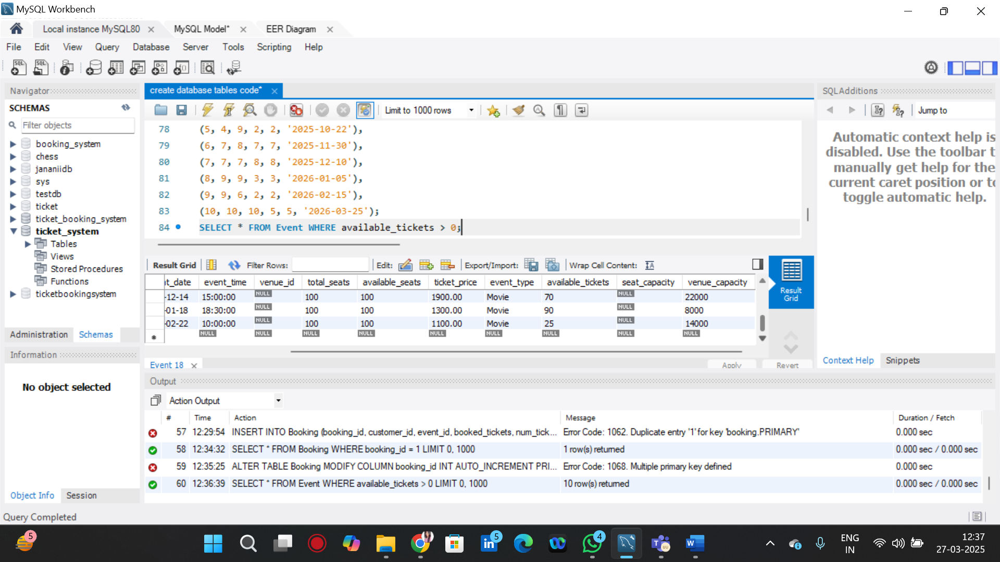 MySQL Workbench
Local instance MySQL80
MySQL Model*
EER Diagram
File Edit View Query Database Server Tools Scripting Help
Navigator
SCHEMAS
Filter objects
booking_system
chess
jananiidb
sys
testdb
ticket
ticket_booking_system
ticket_system
Tables
Views
Stored Procedures
Functions
ticketbookingsystem
Administration Schemas
Information
No object selected
Object Info Session
create database tables code*
Limit to 1000 rows
78 (5, 4, 9, 2, 2, '2025-10-22'),
79 (6, 7, 8, 7, 7, '2025-11-30'),
80 (7, 7, 7, 8, 8, '2025-12-10'),
81 (8, 9, 9, 3, 3, '2026-01-05'),
82 (9, 9, 6, 2, 2, '2026-02-15'),
83 (10, 10, 10, 5, 5, '2026-03-25');
84 SELECT * FROM Event WHERE available_tickets > 0;
Result Grid Filter Rows: Edit: Export/Import: Wrap Cell Content:
nt_date event_time venue_id total_seats available_seats ticket_price event_type available_tickets seat_capacity venue_capacity
-12-14 15:00:00 NULL 100 100 1900.00 Movie 70 NULL 22000
-01-18 18:30:00 NULL 100 100 1300.00 Movie 90 NULL 8000
-02-22 10:00:00 NULL 100 100 1100.00 Movie 25 NULL 14000
NULL NULL NULL NULL NULL NULL NULL NULL NULL
Result
Grid
Event 18
Apply Revert
SQLAdditions
Jump to
Automatic context help is
disabled. Use the toolbar t
manually get help for the
current caret position or to
toggle automatic help.
Context Help Snippets
Output
Action Output
# Time Action Message Duration / Fetch
57 12:29:54 INSERT INTO Booking (booking_id, customer_id, event_id, booked_tickets, num_tick... Error Code: 1062. Duplicate entry '1' for key 'booking.PRIMARY' 0.000 sec
58 12:34:32 SELECT * FROM Booking WHERE booking_id = 1 LIMIT 0, 1000 1 row(s) returned 0.000 sec / 0.000 sec
59 12:35:25 ALTER TABLE Booking MODIFY COLUMN booking_id INT AUTO_INCREMENT PRI... Error Code: 1068. Multiple primary key defined 0.000 sec
60 12:36:39 SELECT * FROM Event WHERE available_tickets > 0 LIMIT 0, 1000 10 row(s) returned 0.000 sec / 0.000 sec
Query Completed
5
5
4
ENG
IN
12:37
27-03-2025